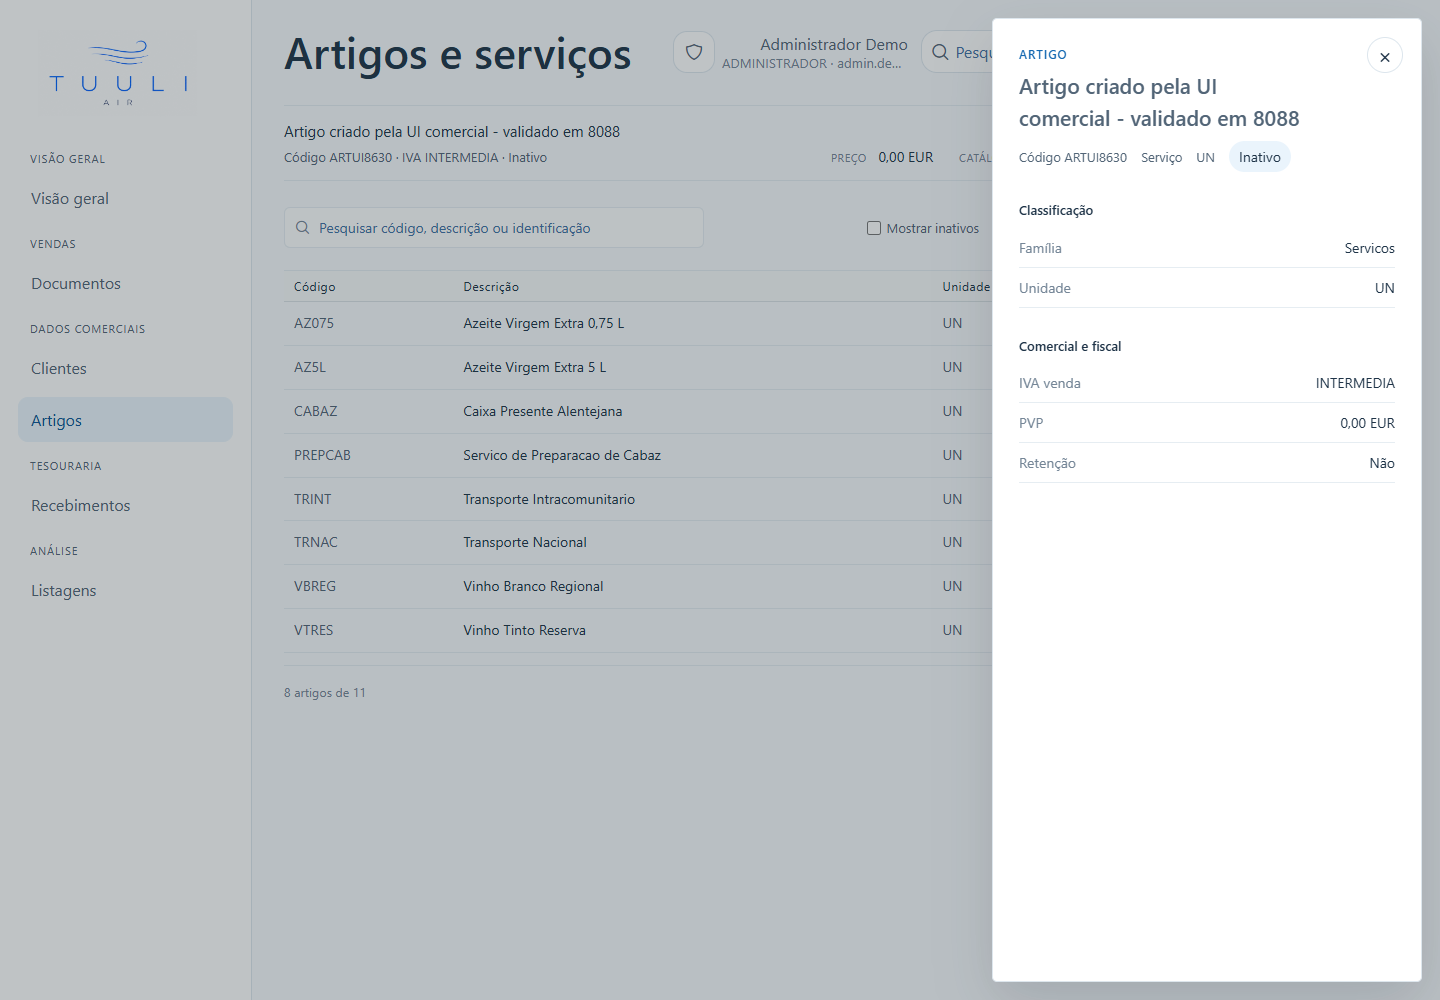 TUULI
AIR
VISÃO GERAL
Visão geral
VENDAS
Documentos
DADOS COMERCIAIS
Clientes
Artigos
TESOURARIA
Recebimentos
ANÁLISE
Listagens
Artigos e serviços
Administrador Demo
ADMINISTRADOR · admin.de...
Pesqu
Artigo criado pela UI comercial - validado em 8088
Código ARTUI8630 · IVA INTERMEDIA · Inativo
PREÇO 0,00 EUR CATÁL
Pesquisar código, descrição ou identificação
Mostrar inativos
Código Descrição Unidade
AZ075 Azeite Virgem Extra 0,75 L UN
AZ5L Azeite Virgem Extra 5 L UN
CABAZ Caixa Presente Alentejana UN
PREPCAB Servico de Preparacao de Cabaz UN
TRINT Transporte Intracomunitario UN
TRNAC Transporte Nacional UN
VBREG Vinho Branco Regional UN
VTRES Vinho Tinto Reserva UN
8 artigos de 11
ARTIGO
Artigo criado pela UI
comercial - validado em 8088
Código ARTUI8630 Serviço UN Inativo
Classificação
Família Servicos
Unidade UN
Comercial e fiscal
IVA venda INTERMEDIA
PVP 0,00 EUR
Retenção Não